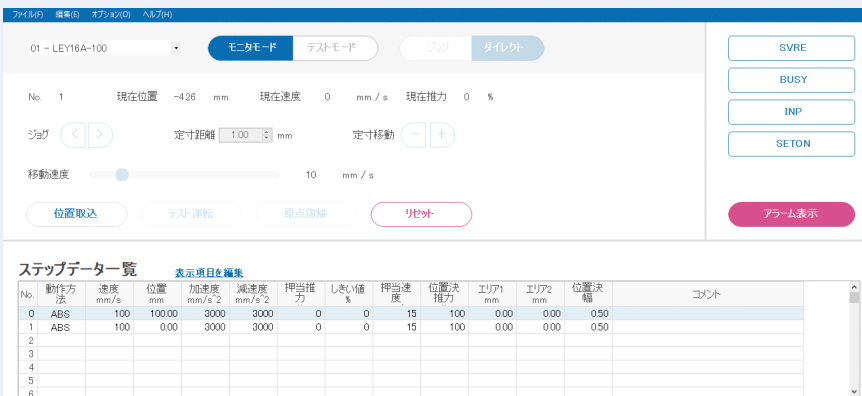 ファイル(F) 編集(E) オプション(O) ヘルプ(H)
01 - LEY16A-100 モニタモード テストモード ジョグ ダイレクト
SVRE
BUSY
INP
SETON
アラーム表示
No. 1 現在位置 -4.26 mm 現在速度 0 mm / s 現在推力 0 %
ジョグ < > 定寸距離 1.00 mm 定寸移動 - +
移動速度 10 mm / s
位置取込 テスト運転 原点復帰 リセット
ステップデータ一覧 表示項目を編集
No. 動作方法 速度 mm/s 位置 mm 加速度 mm/s^2 減速度 mm/s^2 押当推力 しきい値 % 押当速度 位置決推力 エリア1 mm エリア2 mm 位置決幅 コメント
0 ABS 100 100.00 3000 3000 0 0 15 100 0.00 0.00 0.50
1 ABS 100 0.00 3000 3000 0 0 15 100 0.00 0.00 0.50
2
3
4
5
6